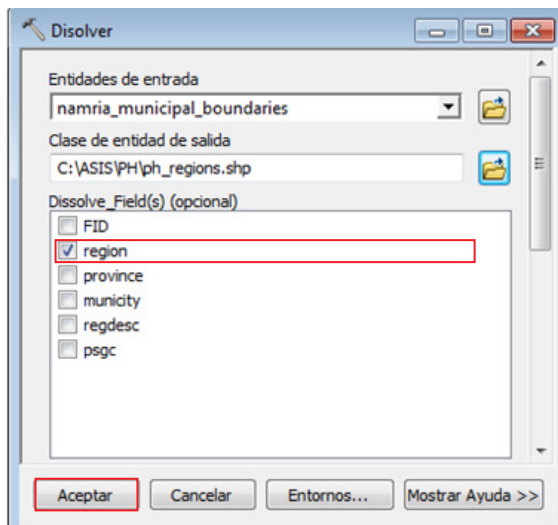 Disolver
Entidades de entrada
namria_municipal_boundaries
Clase de entidad de salida
C:\ASIS\PH\ph_regions.shp
Dissolve_Field(s) (opcional)
FID
region
province
municity
regdesc
psgc
Aceptar Cancelar Entornos... Mostrar Ayuda >>